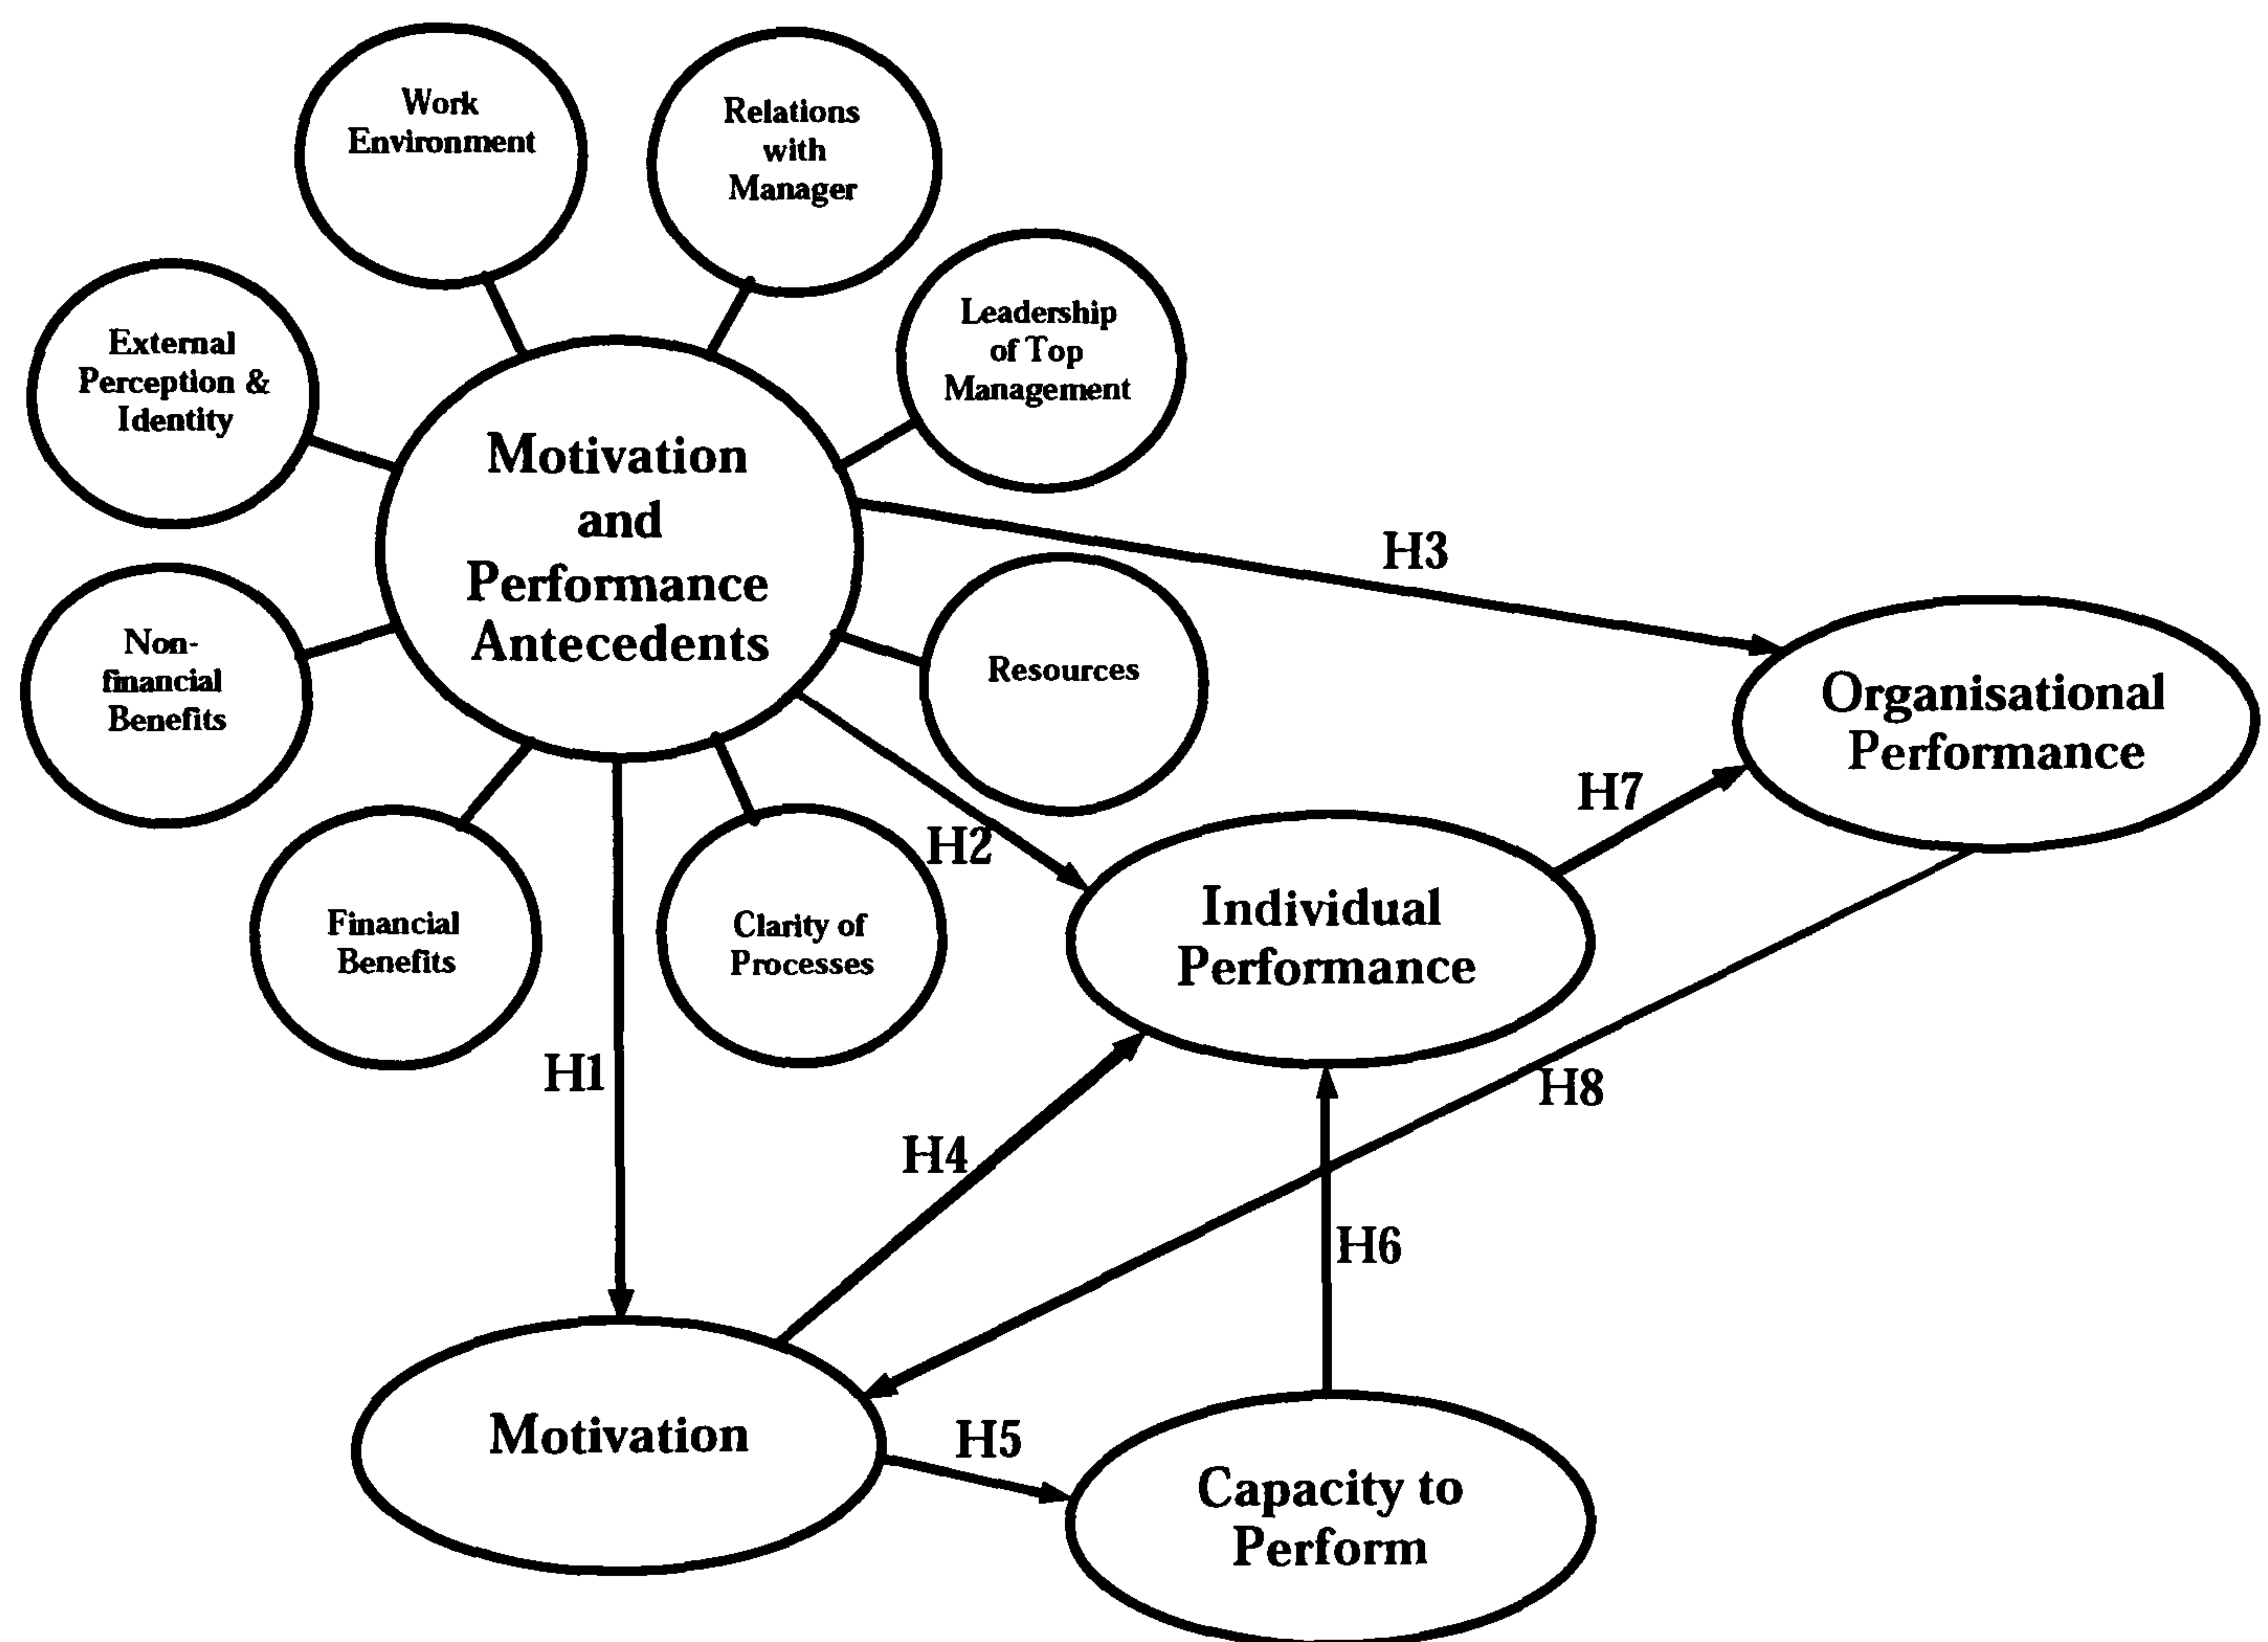 Work
Environment
Relations
with
Manager
Leadership
of Top
Management
External
Perception &
Identity
Motivation
and
Performance
Antecedents
H3
Non-
financial
Benefits
Resources
Organisational
Performance
H7
H2
Financial
Benefits
Clarity of
Processes
Individual
Performance
H1
H8
H4
H6
Motivation
H5
Capacity to
Perform